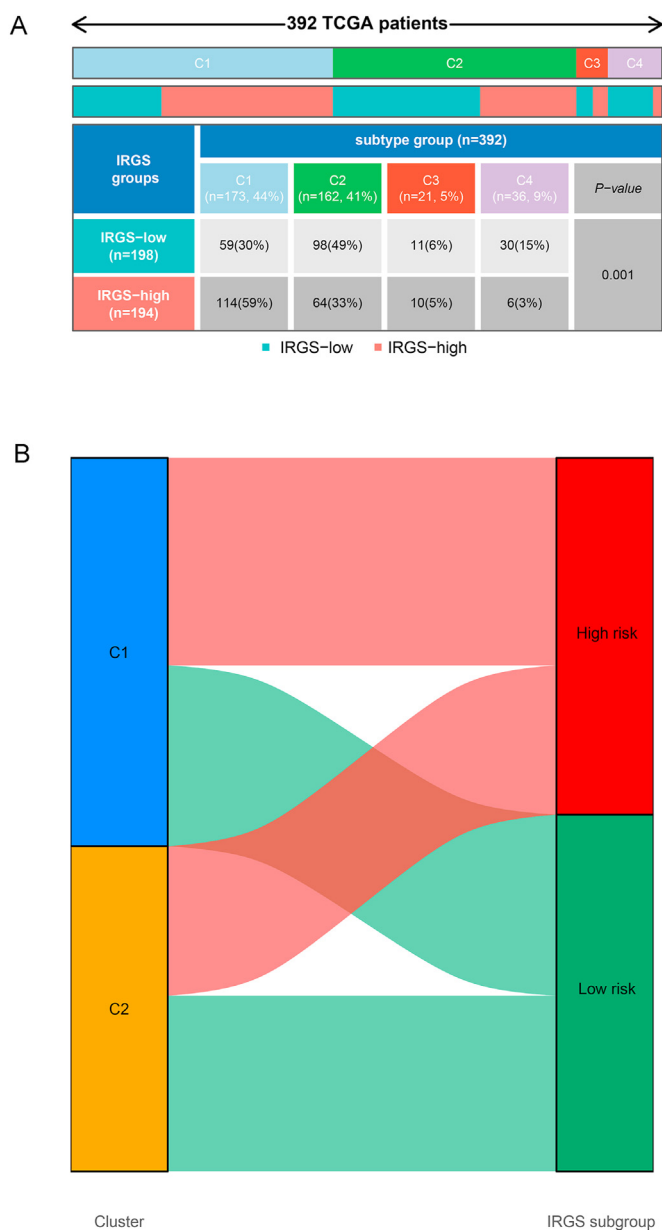 A
392 TCGA patients
C1 C2 C3 C4
IRGS groups
subtype group (n=392)
C1 (n=173, 44%)
C2 (n=162, 41%)
C3 (n=21, 5%)
C4 (n=36, 9%)
P−value
IRGS−low (n=198)
59(30%) 98(49%) 11(6%) 30(15%)
0.001
IRGS−high (n=194)
114(59%) 64(33%) 10(5%) 6(3%)
IRGS−low IRGS−high
B
C1
High risk
C2
Low risk
Cluster IRGS subgroup